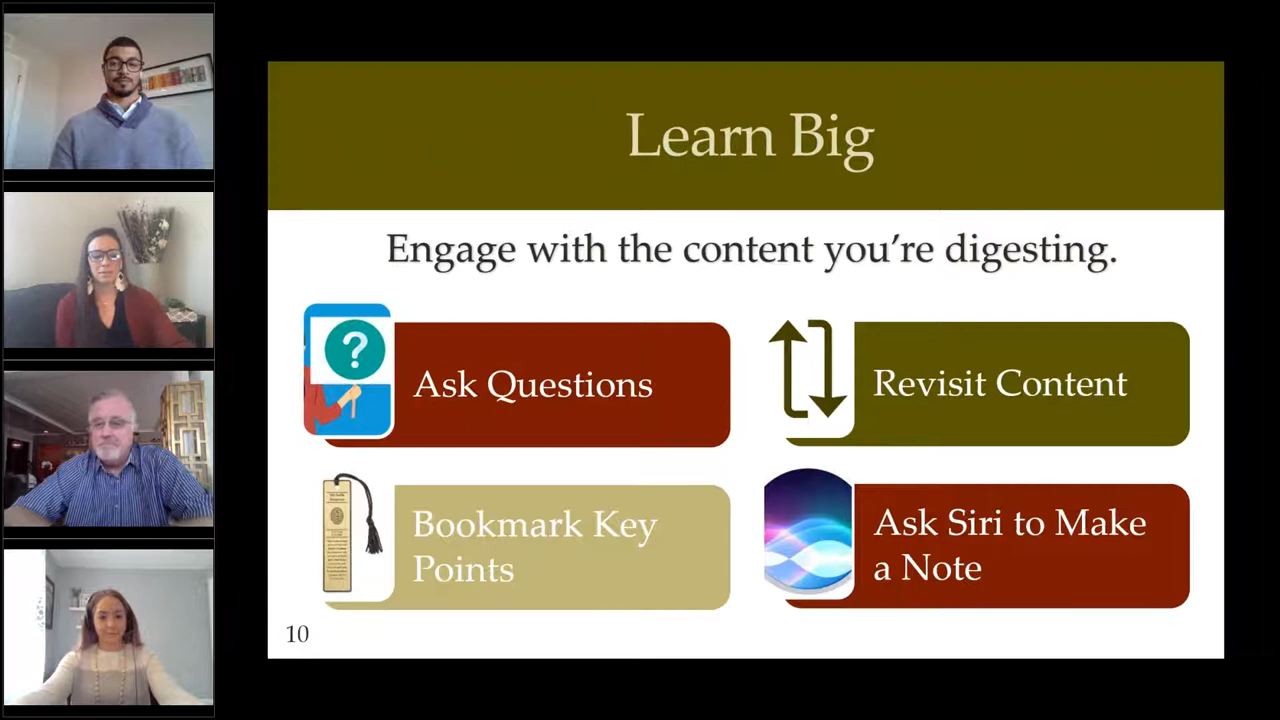 Learn Big
Engage with the content you're digesting.
?
Ask Questions
Revisit Content
Bookmark Key
Points
Ask Siri to Make
a Note
10